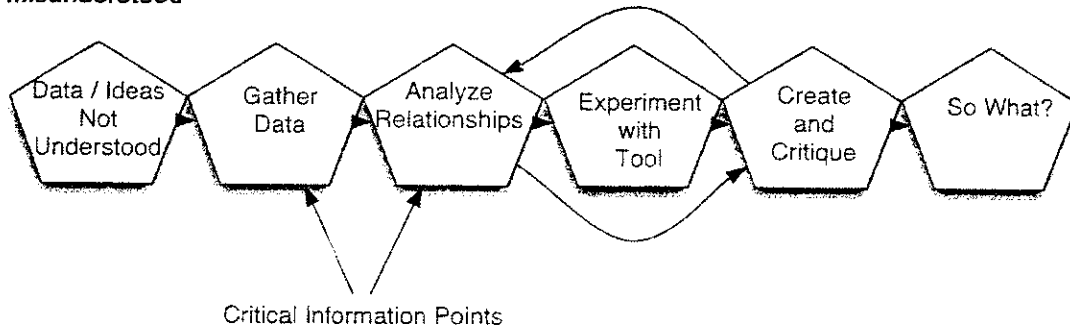 misunderstood
Data / Ideas
Not
Understood
Gather
Data
Analyze
Relationships
Experiment
with
Tool
Create
and
Critique
So What?
Critical Information Points